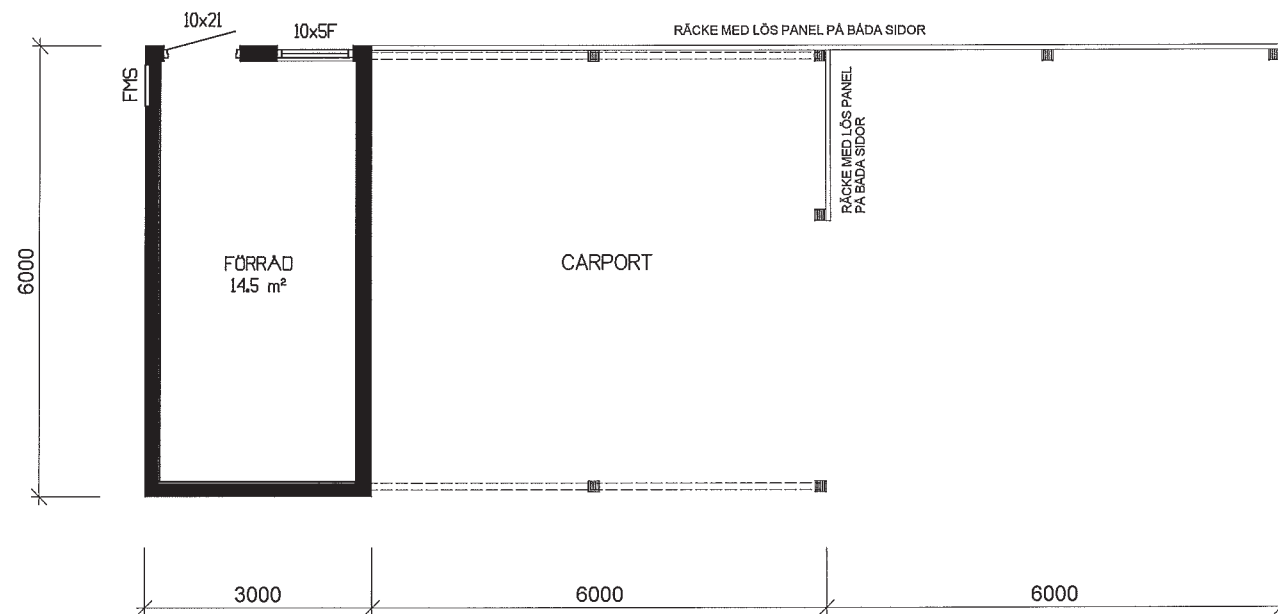 10x21
10x5F
RÄCKE MED LÖS PANEL PÅ BÅDA SIDOR
FMS
RÄCKE MED LÖS PANEL
PÅ BÅDA SIDOR
6000
FÖRRÅD
14.5 m²
CARPORT
3000
6000
6000